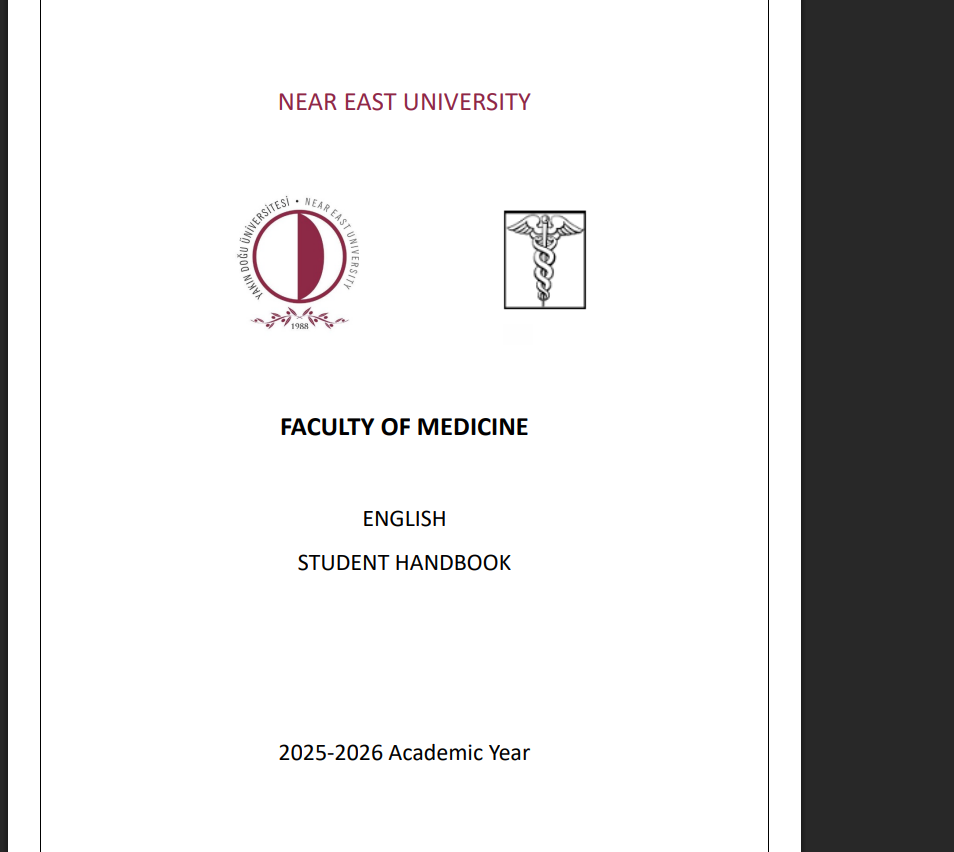 NEAR EAST UNIVERSITY
YAKIN DOĞU ÜNİVERSİTESİ • NEAR EAST UNIVERSITY
1988
FACULTY OF MEDICINE
ENGLISH
STUDENT HANDBOOK
2025-2026 Academic Year